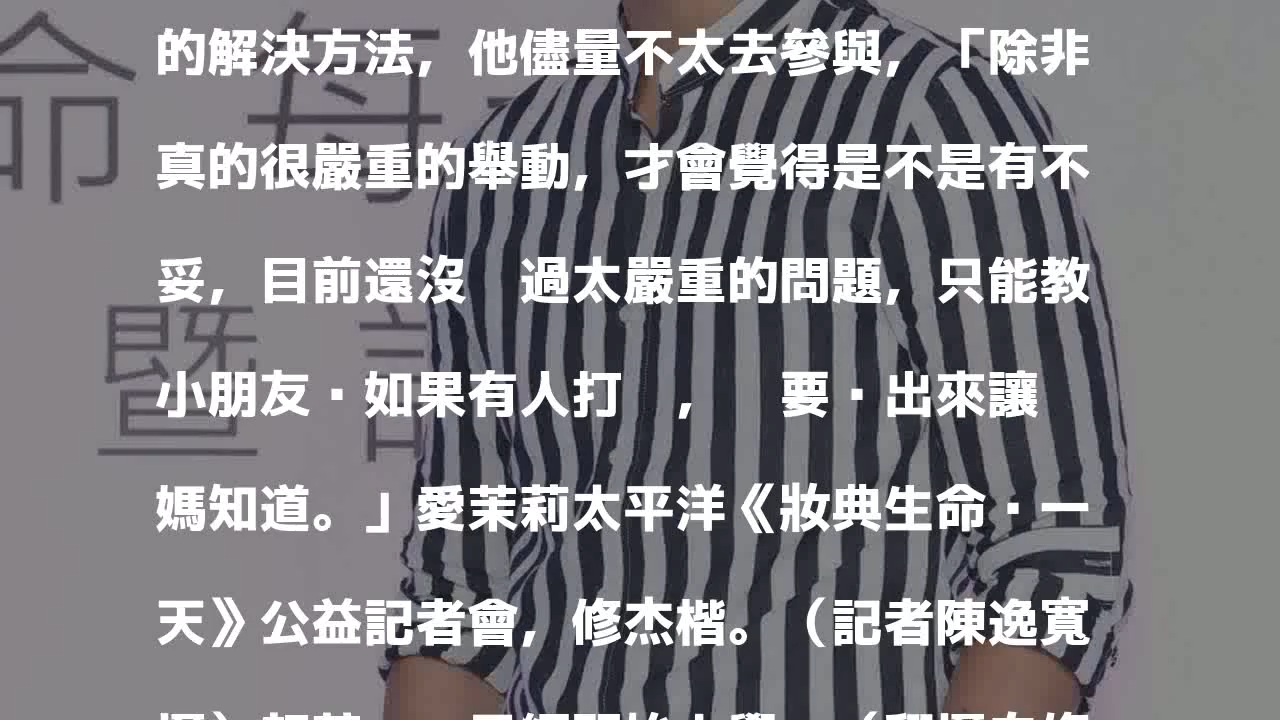 的解決方法，他儘量不太去參與，「除非
真的很嚴重的舉動，才會覺得是不是有不
妥，目前還沒　過太嚴重的問題，只能教
小朋友·如果有人打　，　要·出來讓
媽知道。」愛茉莉太平洋《妝典生命·一
天》公益記者會，修杰楷。（記者陳逸寬
命 每
暨 記